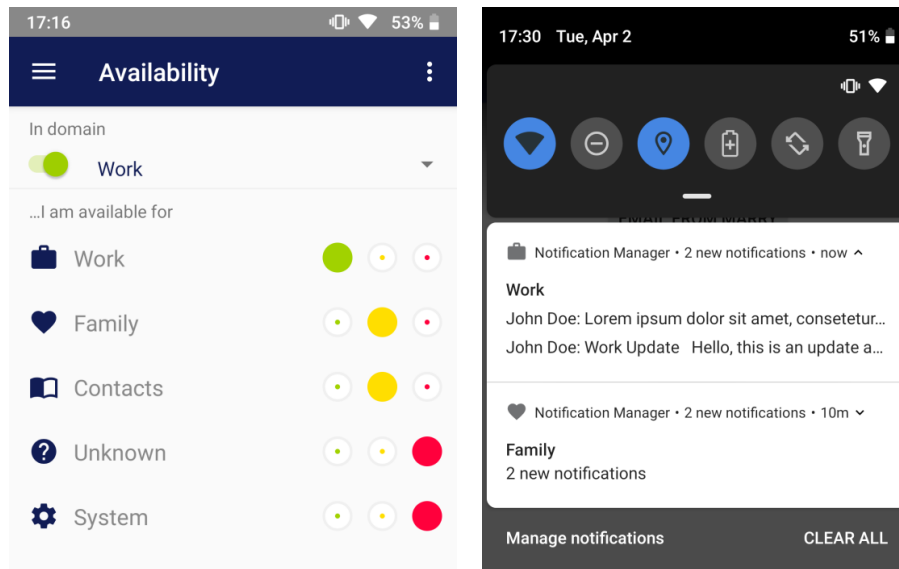 17:16 53%
Availability
In domain
Work
...I am available for
Work
Family
Contacts
Unknown
System
17:30 Tue, Apr 2 51%
EMAIL FROM MARRY
Notification Manager • 2 new notifications • now
Work
John Doe: Lorem ipsum dolor sit amet, consetetur...
John Doe: Work Update Hello, this is an update a...
Notification Manager • 2 new notifications • 10m
Family
2 new notifications
Manage notifications CLEAR ALL